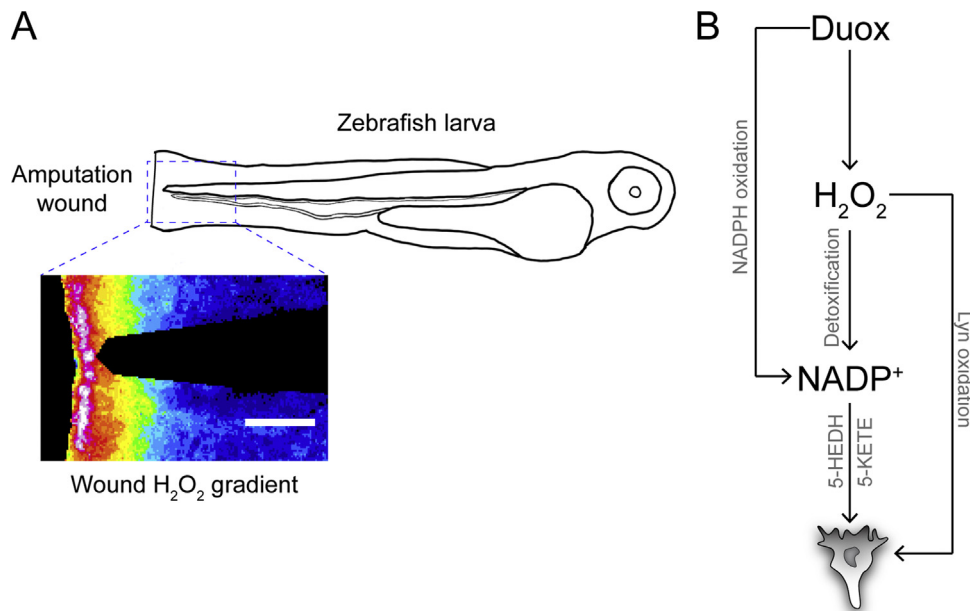 A
Zebrafish larva
Amputation
wound
Wound H₂O₂ gradient
B
Duox
NADPH oxidation
H₂O₂
Detoxification
Lyn oxidation
NADP⁺
5-HEDH
5-KETE